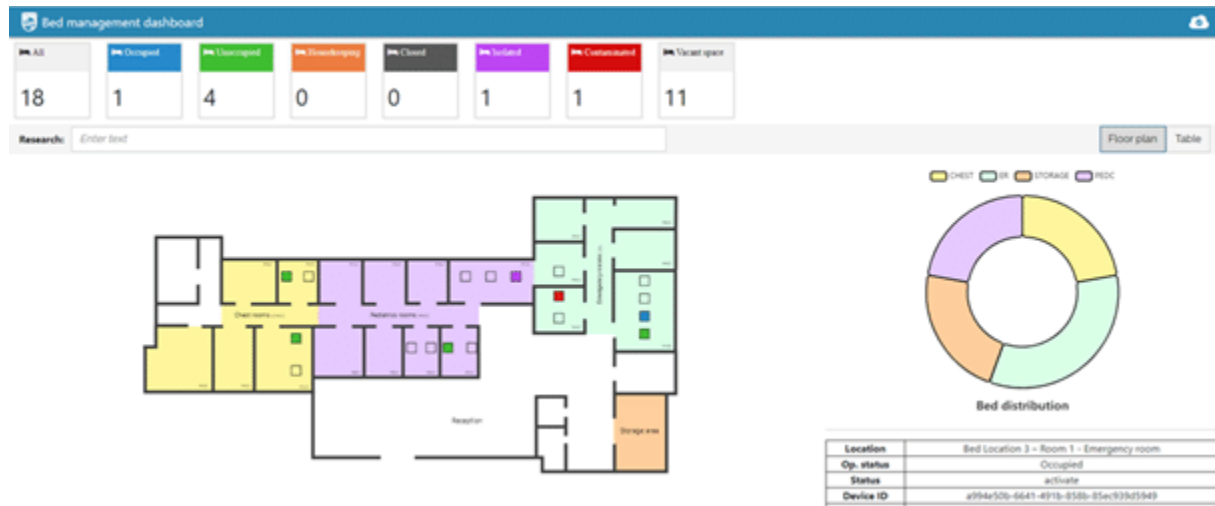 Bed management dashboard
All
Occupied
Unoccupied
Housekeeping
Closed
Isolated
Contaminated
Vacant space
18
1
4
0
0
1
1
11
Research:
Enter text
Floor plan
Table
CHEST
ER
STORAGE
PEDC
Chest rooms
Pediatrics rooms
Emergency rooms
Reception
Storage area
Bed distribution
Location
Bed Location 3 - Room 1 - Emergency room
Op. status
Occupied
Status
activate
Device ID
a994e50b-6641-491b-858b-85ec939d5949